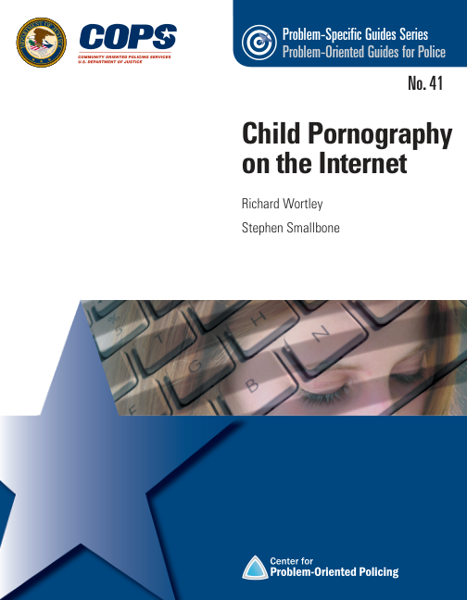 COPS
COMMUNITY ORIENTED POLICING SERVICES
U.S. DEPARTMENT OF JUSTICE
Problem-Specific Guides Series
Problem-Oriented Guides for Police
No. 41
Child Pornography
on the Internet
Richard Wortley
Stephen Smallbone
T
H
F
G
B
N
Center for
Problem-Oriented Policing